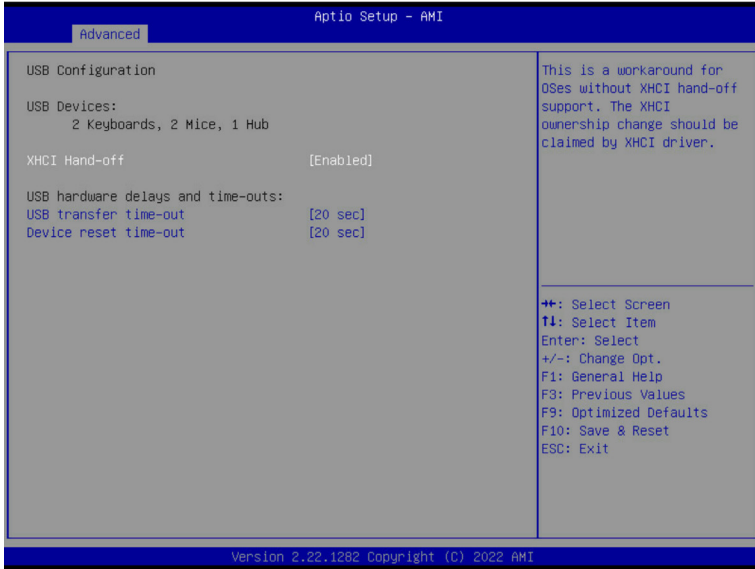 Aptio Setup – AMI
Advanced
USB Configuration
USB Devices:
2 Keyboards, 2 Mice, 1 Hub
XHCI Hand-off [Enabled]
USB hardware delays and time-outs:
USB transfer time-out [20 sec]
Device reset time-out [20 sec]
This is a workaround for
OSes without XHCI hand-off
support. The XHCI
ownership change should be
claimed by XHCI driver.
→←: Select Screen
↑↓: Select Item
Enter: Select
+/-: Change Opt.
F1: General Help
F3: Previous Values
F9: Optimized Defaults
F10: Save & Reset
ESC: Exit
Version 2.22.1282 Copyright (C) 2022 AMI